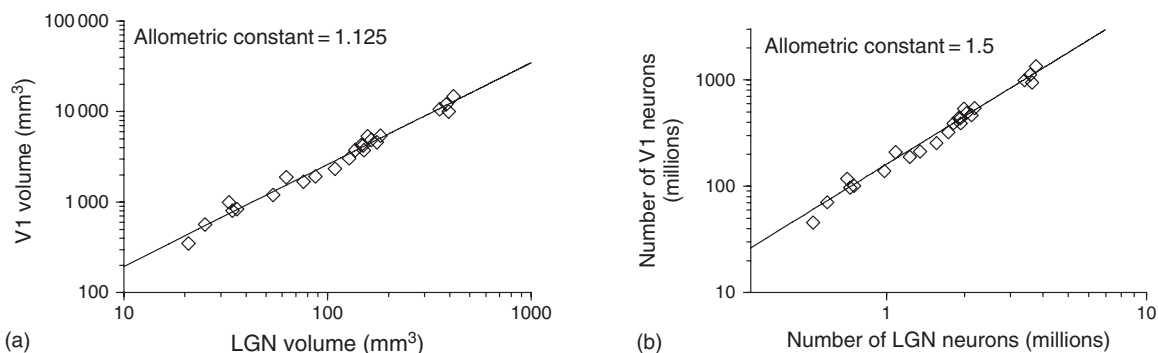 100 000
Allometric constant = 1.125
10 000
1 000
100
V1 volume (mm³)
10
100
1000
LGN volume (mm³)
(a)
Allometric constant = 1.5
1000
100
10
Number of V1 neurons
(millions)
1
10
Number of LGN neurons (millions)
(b)